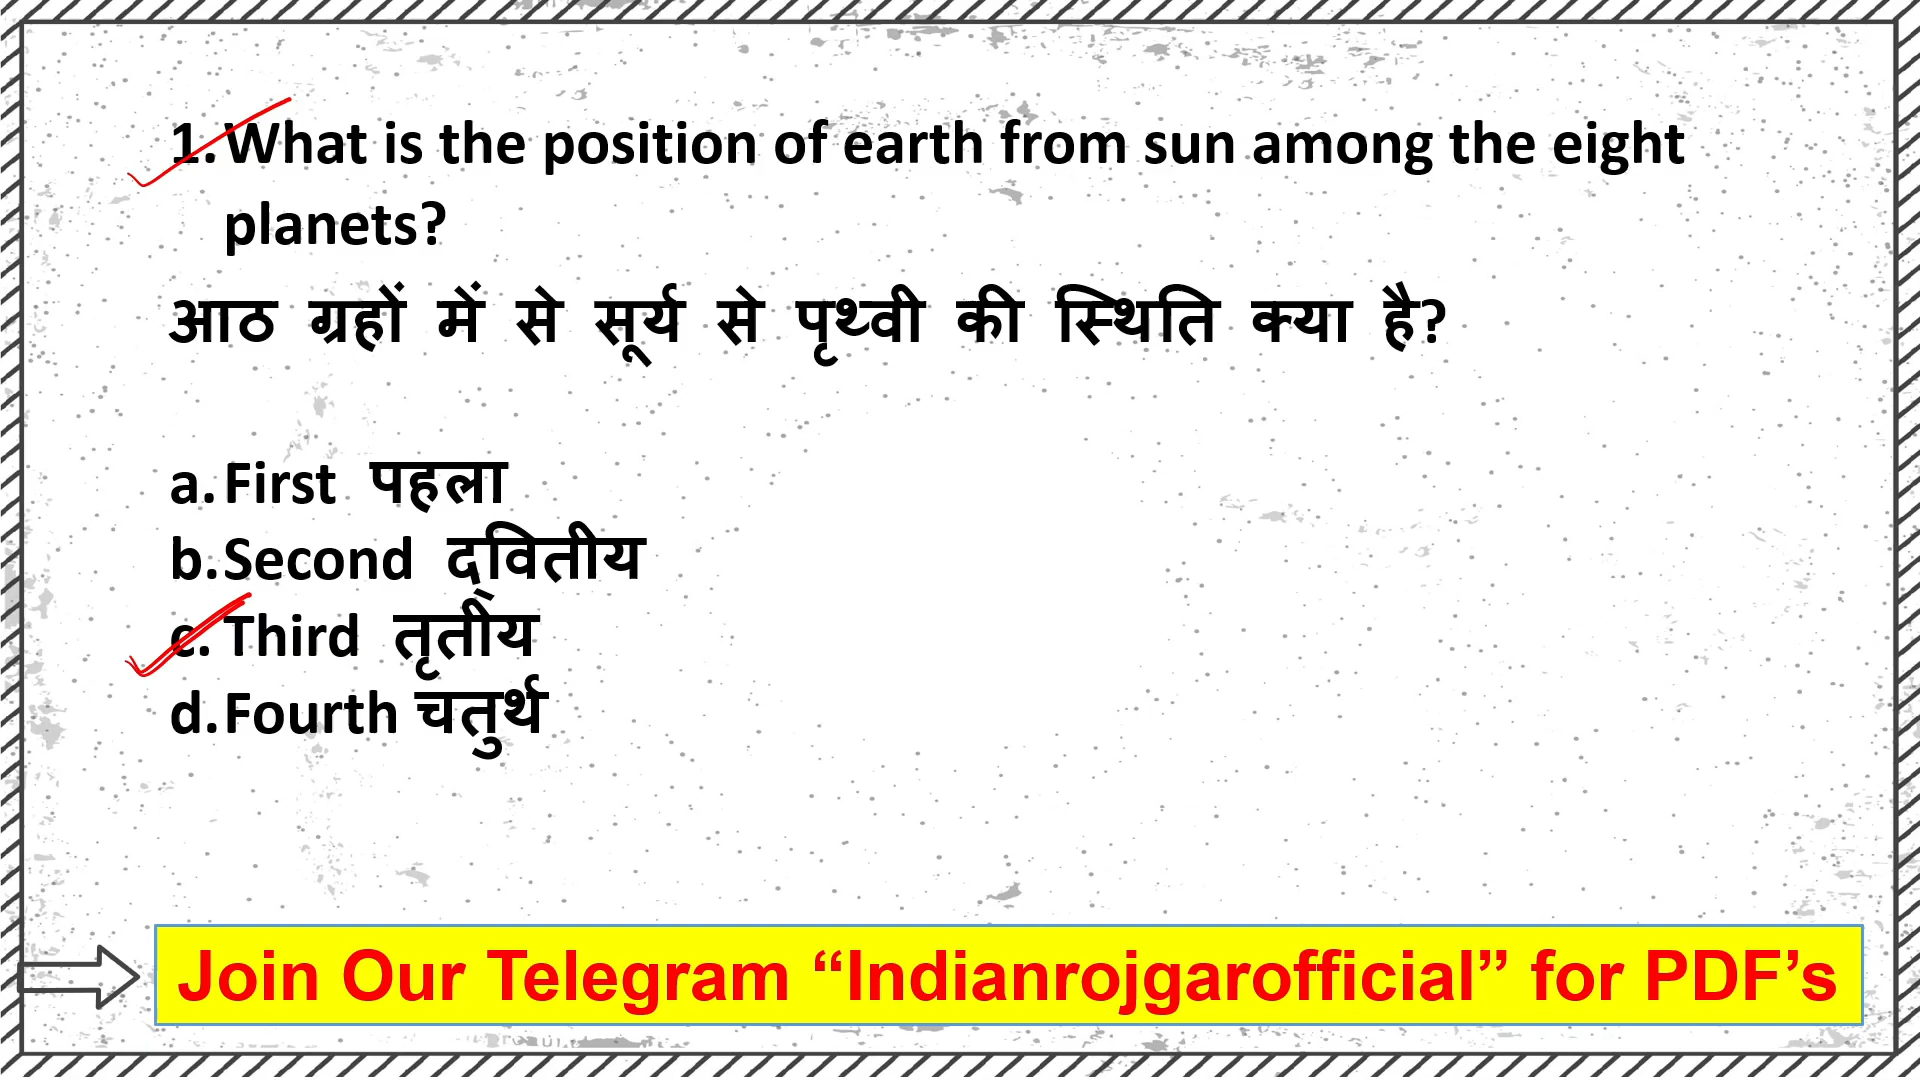 1. What is the position of earth from sun among the eight
planets?
आठ ग्रहों में से सूर्य से पृथ्वी की स्थिति क्या है?
a. First पहला
b. Second द्वितीय
c. Third तृतीय
d. Fourth चतुर्थ
Join Our Telegram “Indianrojgarofficial” for PDF’s